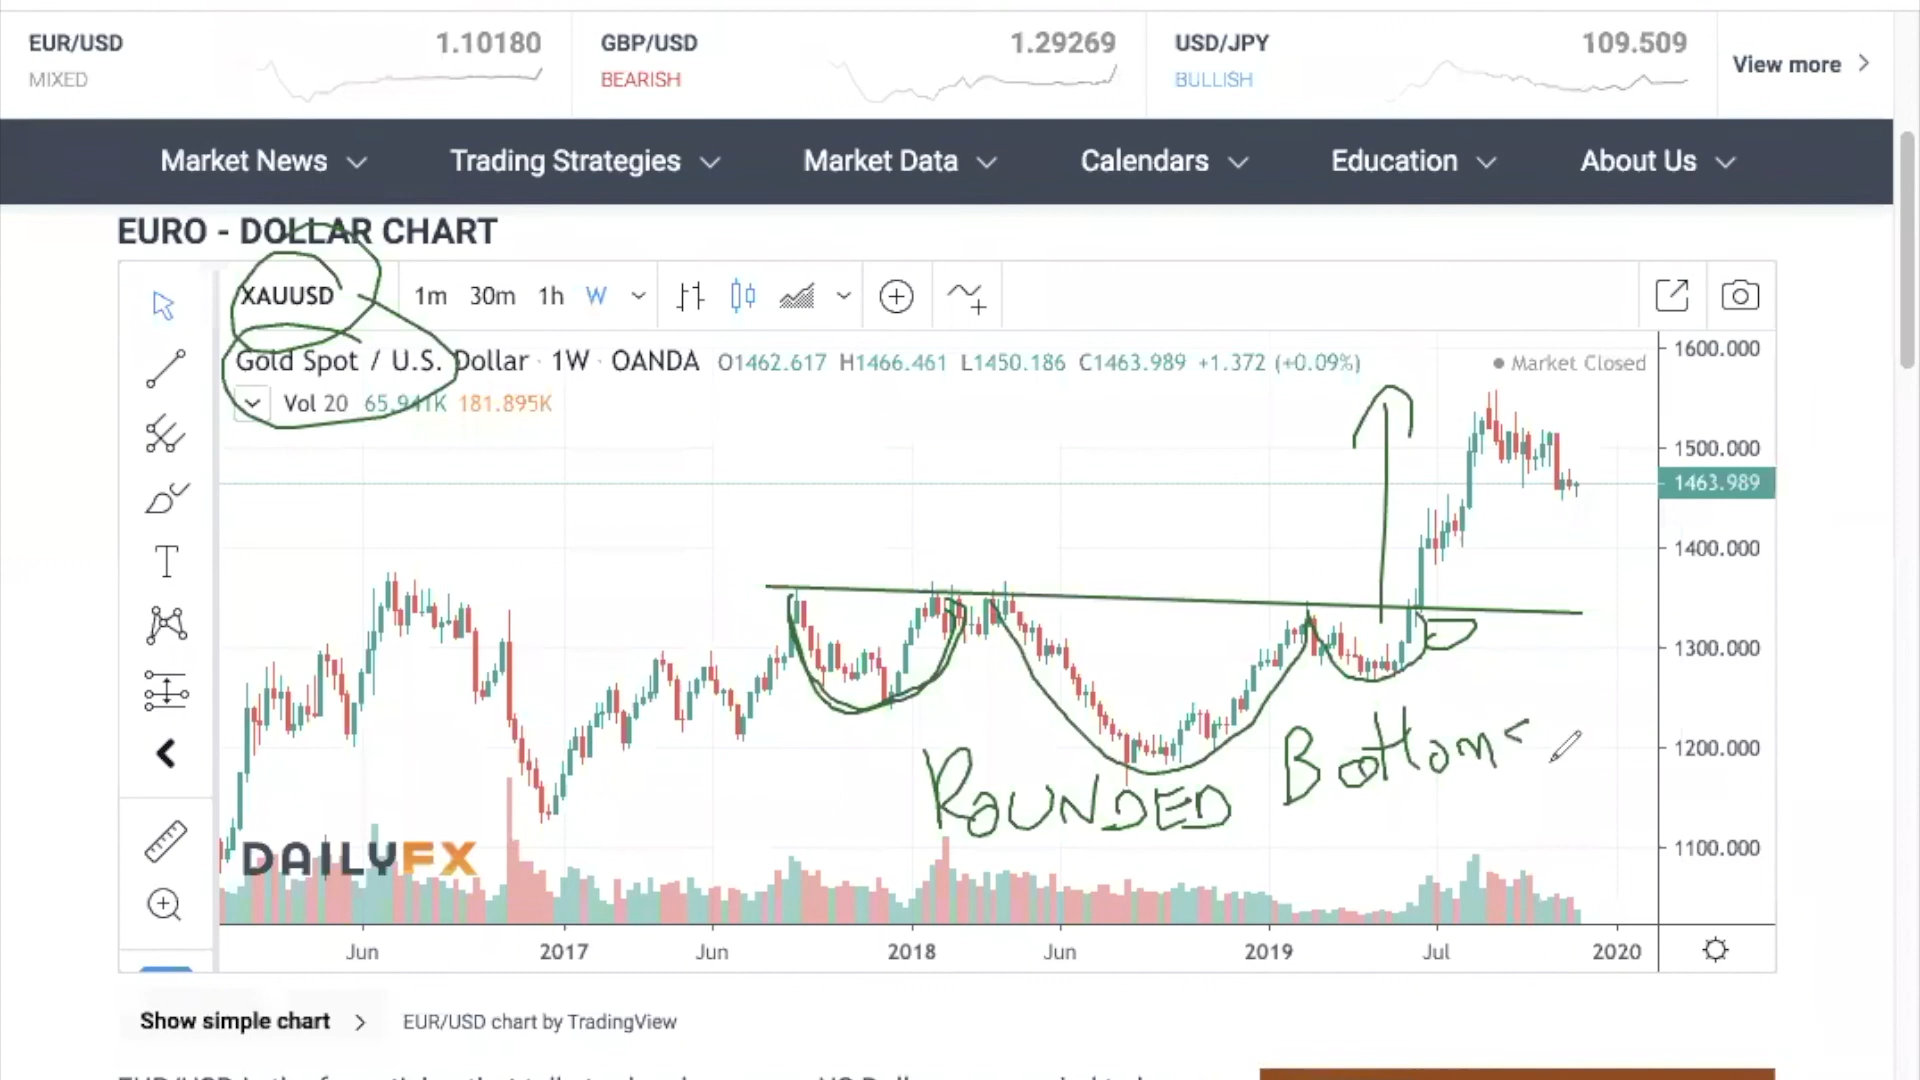 EUR/USD 1.10180 GBP/USD 1.29269 USD/JPY 109.509
MIXED BEARISH BULLISH View more
Market News Trading Strategies Market Data Calendars Education About Us
EURO - DOLLAR CHART
XAUUSD 1m 30m 1h W
Gold Spot / U.S. Dollar · 1W · OANDA O1462.617 H1466.461 L1450.186 C1463.989 +1.372 (+0.09%) Market Closed
Vol 20 65.941K 181.895K
1600.000
1500.000
1463.989
1400.000
1300.000
1200.000
1100.000
ROUNDED Bottoms
DAILYFX
Jun 2017 Jun 2018 Jun 2019 Jul 2020
Show simple chart EUR/USD chart by TradingView